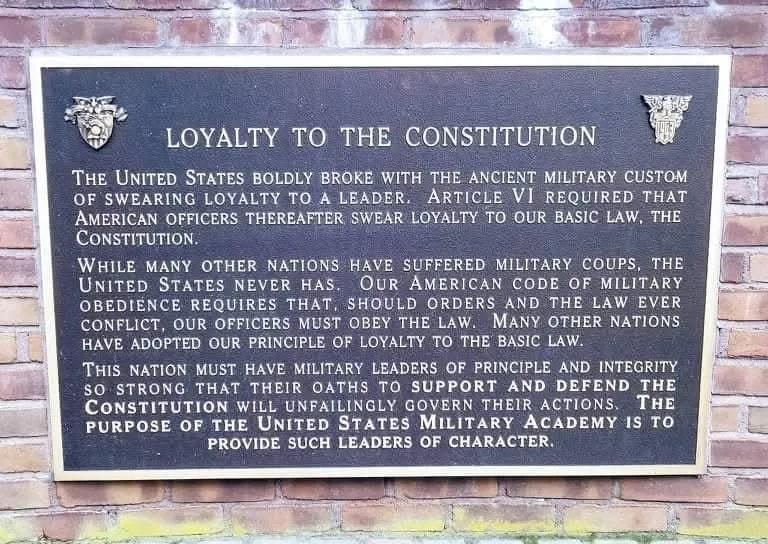 LOYALTY TO THE CONSTITUTION
THE UNITED STATES BOLDLY BROKE WITH THE ANCIENT MILITARY CUSTOM
OF SWEARING LOYALTY TO A LEADER. ARTICLE VI REQUIRED THAT
AMERICAN OFFICERS THEREAFTER SWEAR LOYALTY TO OUR BASIC LAW, THE
CONSTITUTION.
WHILE MANY OTHER NATIONS HAVE SUFFERED MILITARY COUPS, THE
UNITED STATES NEVER HAS. OUR AMERICAN CODE OF MILITARY
OBEDIENCE REQUIRES THAT, SHOULD ORDERS AND THE LAW EVER
CONFLICT, OUR OFFICERS MUST OBEY THE LAW. MANY OTHER NATIONS
HAVE ADOPTED OUR PRINCIPLE OF LOYALTY TO THE BASIC LAW.
THIS NATION MUST HAVE MILITARY LEADERS OF PRINCIPLE AND INTEGRITY
SO STRONG THAT THEIR OATHS TO SUPPORT AND DEFEND THE
CONSTITUTION WILL UNFAILINGLY GOVERN THEIR ACTIONS. THE
PURPOSE OF THE UNITED STATES MILITARY ACADEMY IS TO
PROVIDE SUCH LEADERS OF CHARACTER.